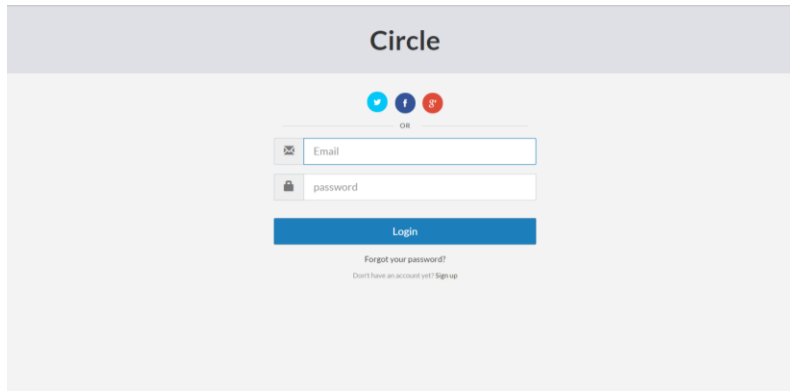 Circle
OR
Email
password
Login
Forgot your password?
Don't have an account yet? Sign up